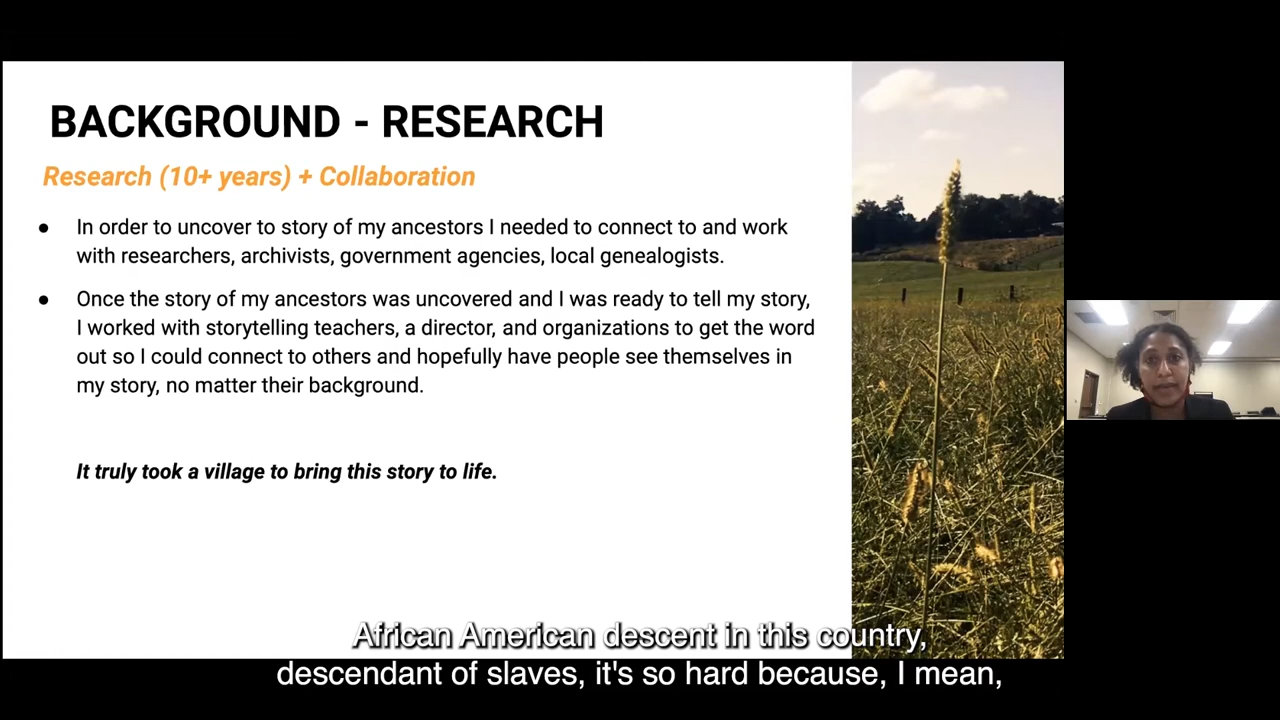 BACKGROUND - RESEARCH
Research (10+ years) + Collaboration
● In order to uncover to story of my ancestors I needed to connect to and work
with researchers, archivists, government agencies, local genealogists.
● Once the story of my ancestors was uncovered and I was ready to tell my story,
I worked with storytelling teachers, a director, and organizations to get the word
out so I could connect to others and hopefully have people see themselves in
my story, no matter their background.
It truly took a village to bring this story to life.
African American descent in this country,
descendant of slaves, it's so hard because, I mean,